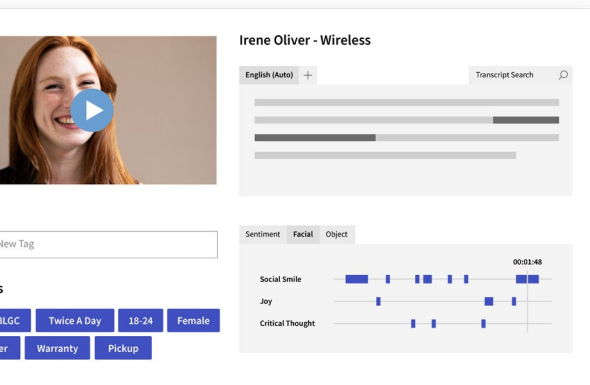 Irene Oliver - Wireless
English (Auto) +
Transcript Search
New Tag
Sentiment Facial Object
00:01:48
Social Smile
Joy
Critical Thought
Twice A Day 18-24 Female
Warranty Pickup